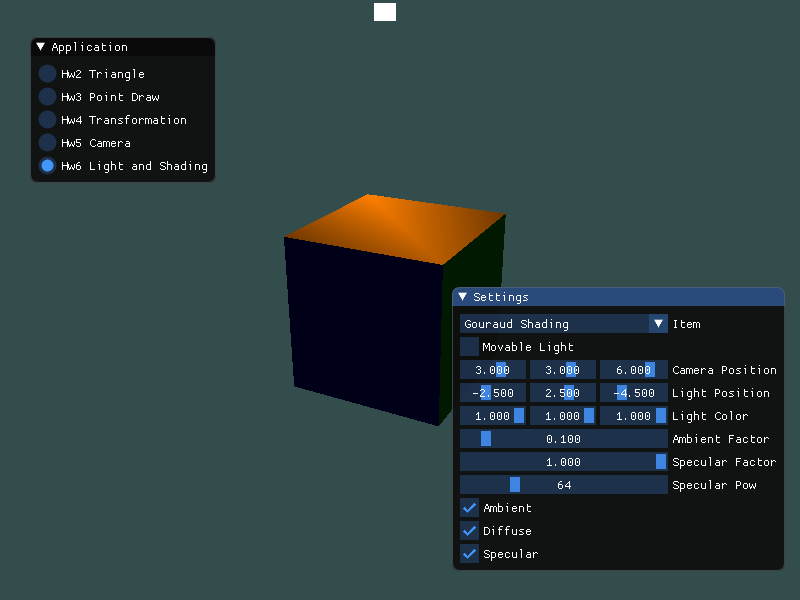 Application
Hw2 Triangle
Hw3 Point Draw
Hw4 Transformation
Hw5 Camera
Hw6 Light and Shading
Settings
Gouraud Shading Item
Movable Light
3.000 3.000 6.000 Camera Position
-2.500 2.500 -4.500 Light Position
1.000 1.000 1.000 Light Color
0.100 Ambient Factor
1.000 Specular Factor
64 Specular Pow
Ambient
Diffuse
Specular